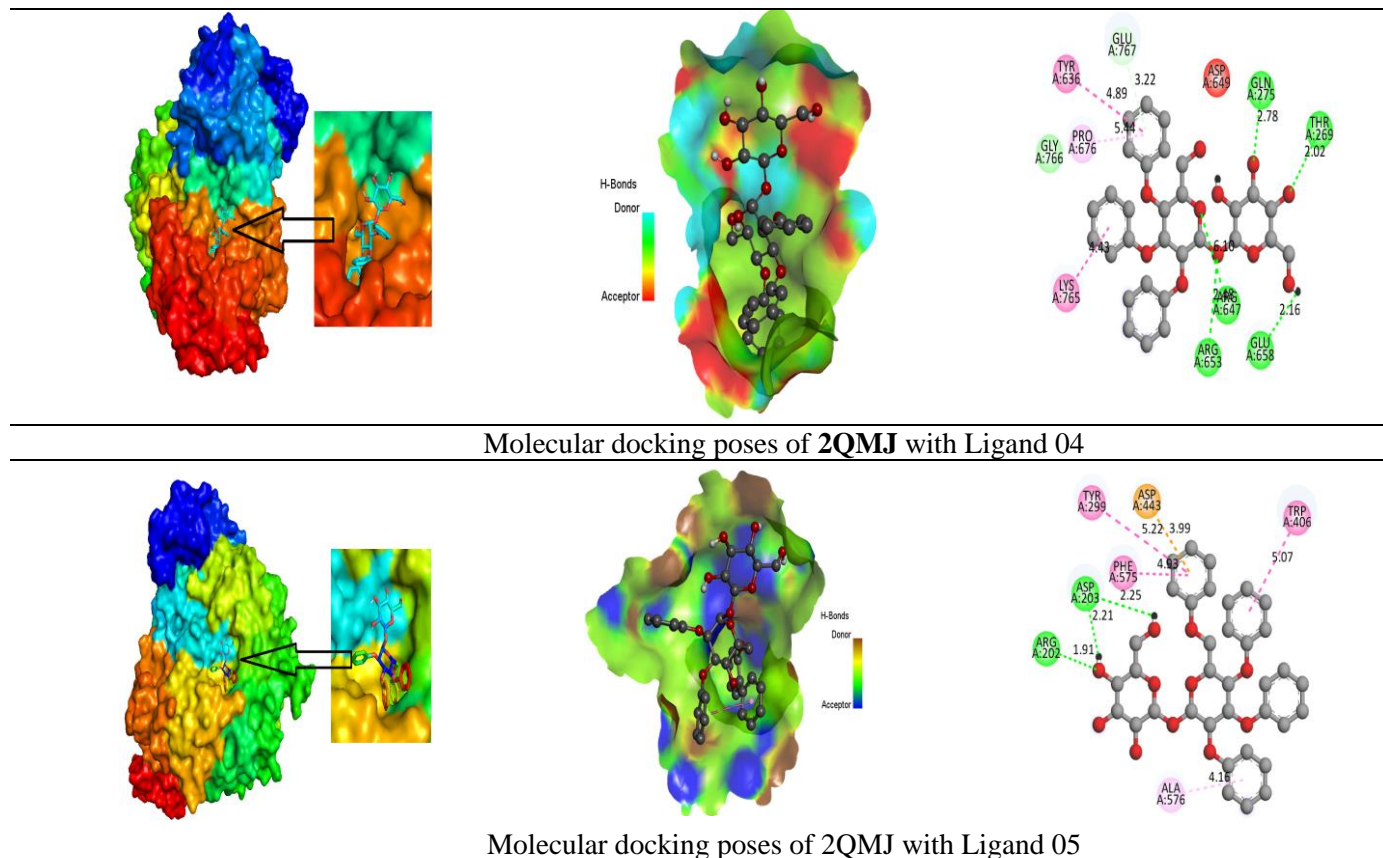 H-Bonds
Donor
Acceptor
GLU
A:767
TYR
A:636
4.89
3.22
ASP
A:649
GLN
A:275
2.78
THR
A:269
2.02
GLY
A:766
PRO
A:676
5.44
4.43
LYS
A:765
6.10
ARG
A:647
2.16
ARG
A:653
GLU
A:658
Molecular docking poses of 2QMJ with Ligand 04
H-Bonds
Donor
Acceptor
TYR
A:299
ASP
A:443
5.22 3.99
TRP
A:406
5.07
PHE
A:575
4.93
2.25
ASP
A:203
2.21
ARG
A:202
1.91
ALA
A:576
4.16
Molecular docking poses of 2QMJ with Ligand 05